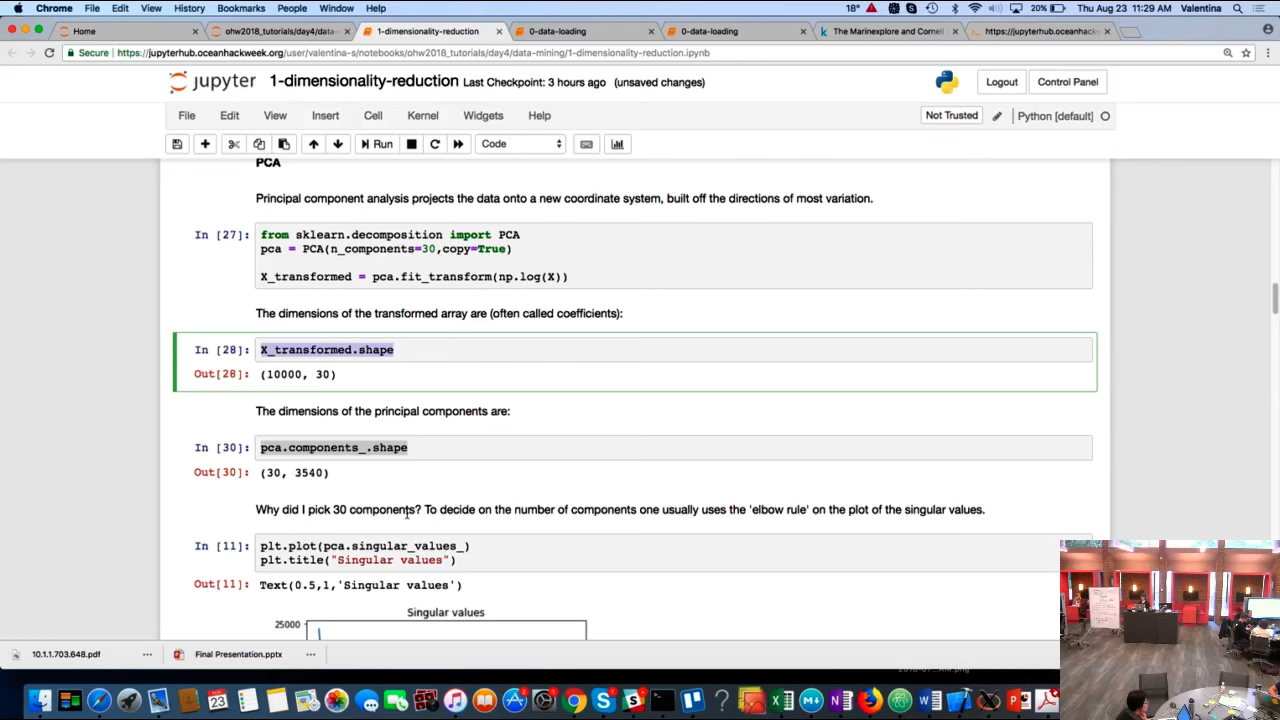 Chrome File Edit View History Bookmarks People Window Help 18° 20% Thu Aug 23 11:29 AM Valentina
Home ohw2018_tutorials/day4/data- 1-dimensionality-reduction 0-data-loading 0-data-loading The Marinexplore and Cornell https://jupyterhub.oceanhack
Secure https://jupyterhub.oceanhackweek.org/user/valentina-s/notebooks/ohw2018_tutorials/day4/data-mining/1-dimensionality-reduction.ipynb
jupyter 1-dimensionality-reduction Last Checkpoint: 3 hours ago (unsaved changes) Logout Control Panel
File Edit View Insert Cell Kernel Widgets Help Not Trusted Python [default]
Run Code
PCA
Principal component analysis projects the data onto a new coordinate system, built off the directions of most variation.
In [27]: from sklearn.decomposition import PCA
pca = PCA(n_components=30,copy=True)
X_transformed = pca.fit_transform(np.log(X))
The dimensions of the transformed array are (often called coefficients):
In [28]: X_transformed.shape
Out[28]: (10000, 30)
The dimensions of the principal components are:
In [30]: pca.components_.shape
Out[30]: (30, 3540)
Why did I pick 30 components? To decide on the number of components one usually uses the 'elbow rule' on the plot of the singular values.
In [11]: plt.plot(pca.singular_values_)
plt.title("Singular values")
Out[11]: Text(0.5,1,'Singular values')
Singular values
25000
10.1.1.703.648.pdf Final Presentation.pptx